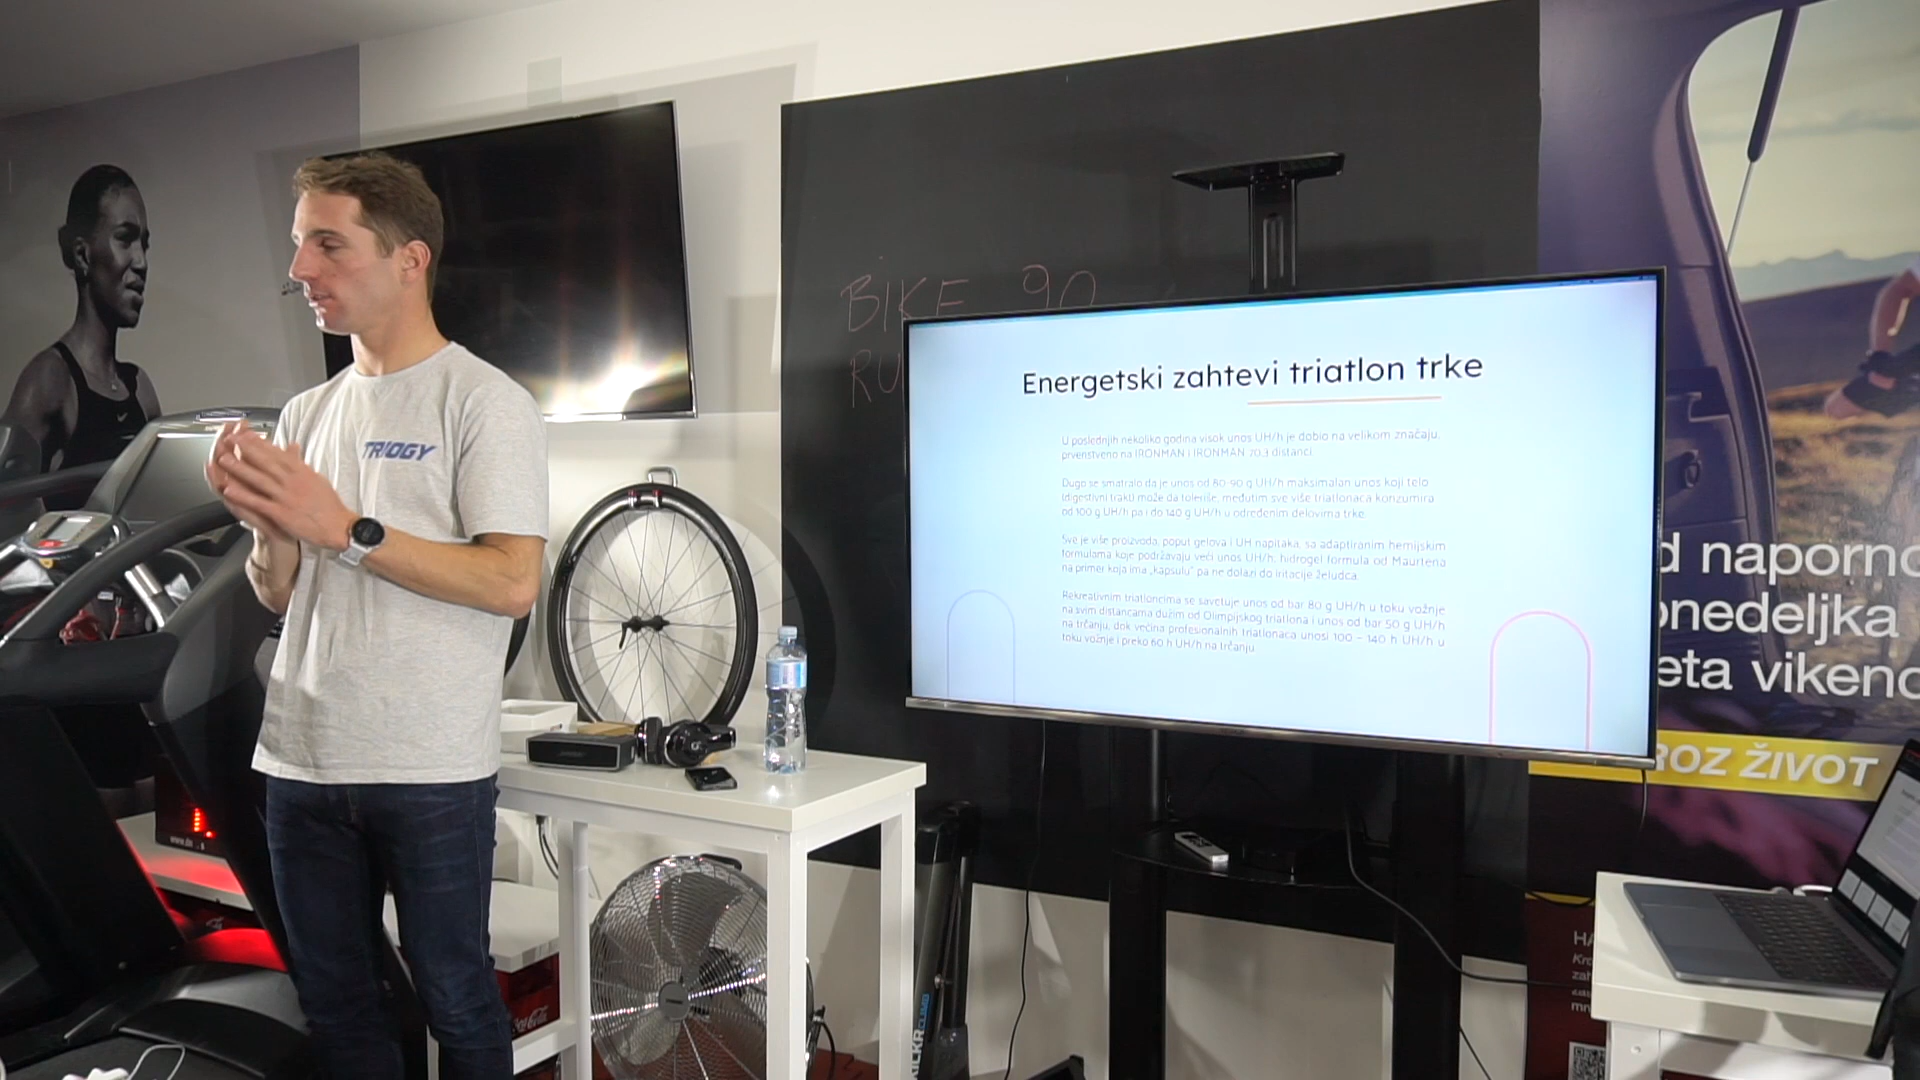 TRILOGY
BIKE 90
RU
Energetski zahtevi triatlon trke
U poslednjih nekoliko godina visok unos UH/h je dobio na velikom značaju,
prvenstveno na IRONMAN i IRONMAN 70.3 distanci.
Dugo se smatralo da je unos od 80-90 g UH/h maksimalan unos koji telo
(digestivni trakt) može da toleriše, međutim sve više triatlonaca konzumira
od 100 g UH/h pa i do 140 g UH/h u određenim delovima trke.
Sve je više proizvoda, poput gelova i UH napitaka, sa adaptiranim hemijskim
formulama koje podržavaju veći unos UH/h, hidrogel formula od Maurtena
na primer koja ima „kapsulu" pa ne dolazi do iritacije želudca.
Rekreativnim triatloncima se savetuje unos od bar 80 g UH/h u toku vožnje
na svim distancama dužim od Olimpijskog triatlona i unos od bar 50 g UH/h
na trčanju, dok većina profesionalnih triatlonaca unosi 100 – 140 h UH/h u
toku vožnje i preko 60 h UH/h na trčanju.
d naporno
onedeljka
eta vikend
ROZ ŽIVOT
Coca-Cola
KICKR CLIMB